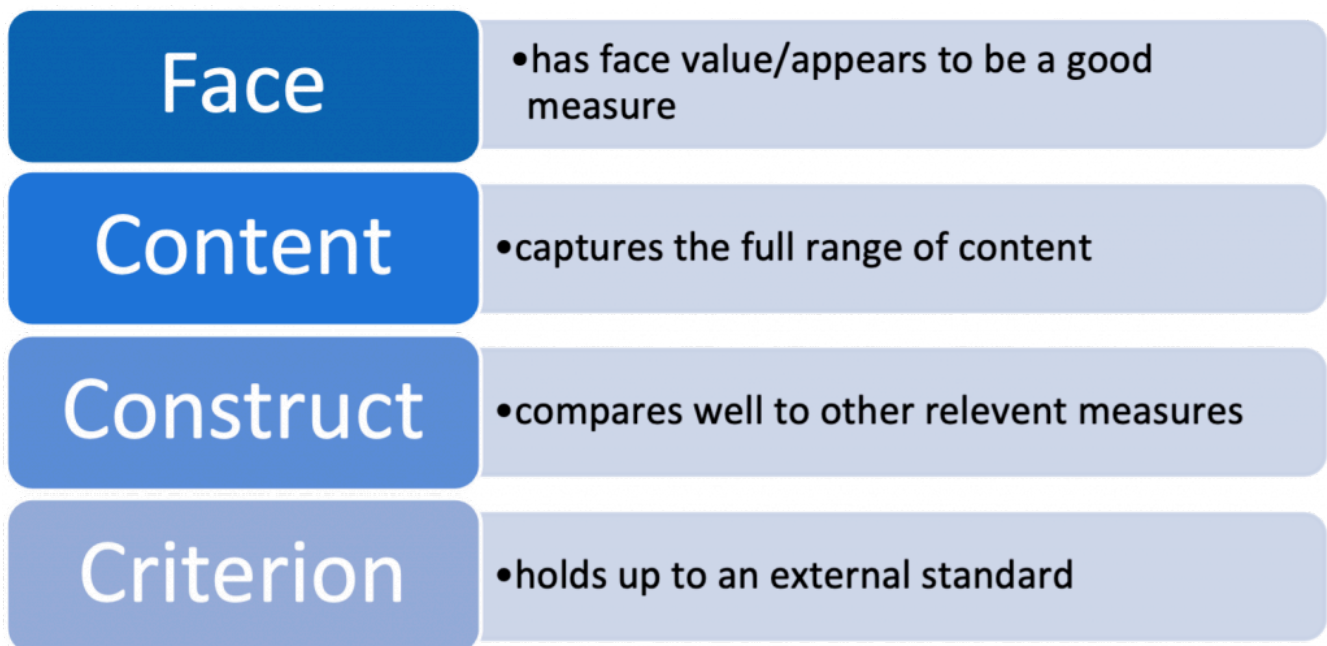 Face
•has face value/appears to be a good
measure
Content
•captures the full range of content
Construct
•compares well to other relevent measures
Criterion
•holds up to an external standard